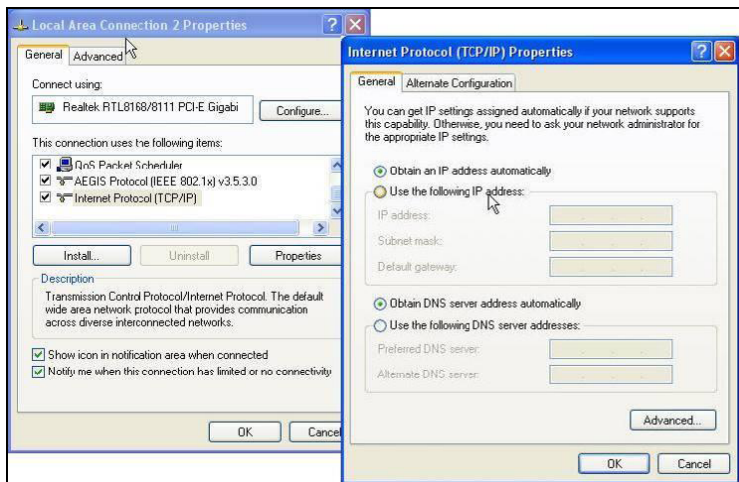 Local Area Connection 2 Properties
General
Advanced
Connect using:
Realtek RTL8168/8111 PCI-E Gigabi
Configure...
This connection uses the following items:
QoS Packet Scheduler
AEGIS Protocol (IEEE 802.1x) v3.5.3.0
Internet Protocol (TCP/IP)
Install...
Uninstall
Properties
Description
Transmission Control Protocol/Internet Protocol. The default
wide area network protocol that provides communication
across diverse interconnected networks.
Show icon in notification area when connected
Notify me when this connection has limited or no connectivity
OK
Cancel
Internet Protocol (TCP/IP) Properties
General
Alternate Configuration
You can get IP settings assigned automatically if your network supports
this capability. Otherwise, you need to ask your network administrator for
the appropriate IP settings.
Obtain an IP address automatically
Use the following IP address:
IP address:
Subnet mask:
Default gateway:
Obtain DNS server address automatically
Use the following DNS server addresses:
Preferred DNS server:
Alternate DNS server:
Advanced...
OK
Cancel